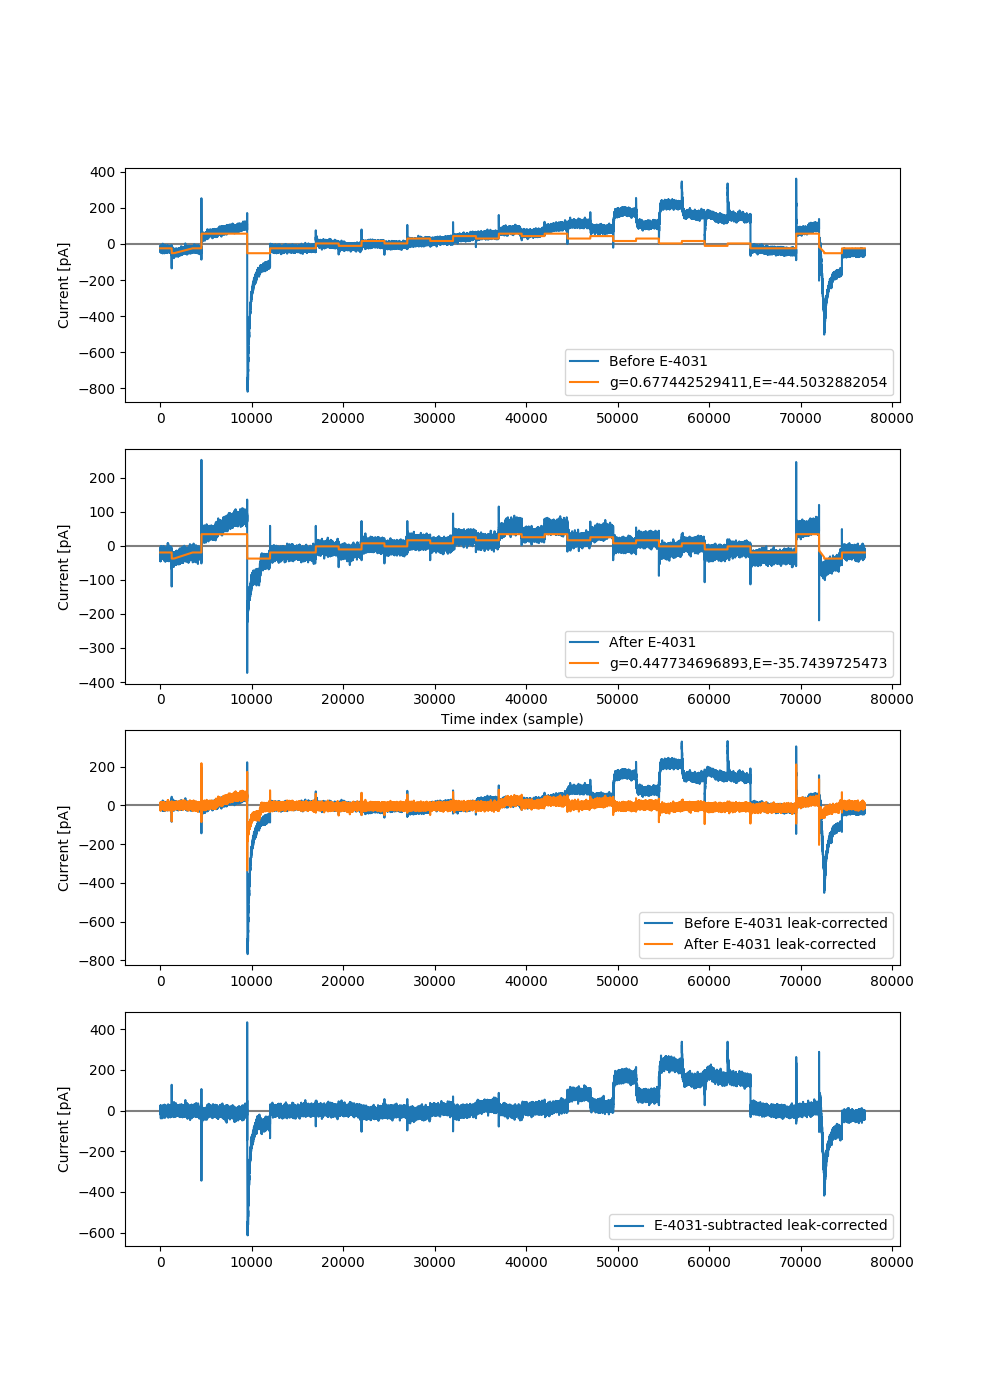 400
200
0
−200
−400
−600
−800
Current [pA]
Before E-4031
g=0.677442529411,E=-44.5032882054
0 10000 20000 30000 40000 50000 60000 70000 80000
200
100
0
−100
−200
−300
−400
Current [pA]
After E-4031
g=0.447734696893,E=-35.7439725473
0 10000 20000 30000 40000 50000 60000 70000 80000
Time index (sample)
200
0
−200
−400
−600
−800
Current [pA]
Before E-4031 leak-corrected
After E-4031 leak-corrected
0 10000 20000 30000 40000 50000 60000 70000 80000
400
200
0
−200
−400
−600
Current [pA]
E-4031-subtracted leak-corrected
0 10000 20000 30000 40000 50000 60000 70000 80000